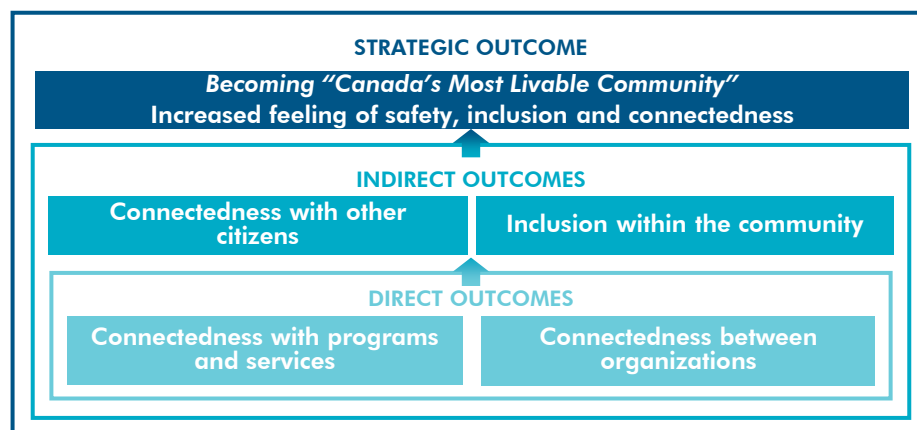 STRATEGIC OUTCOME
Becoming “Canada’s Most Livable Community”
Increased feeling of safety, inclusion and connectedness
INDIRECT OUTCOMES
Connectedness with other
citizens
Inclusion within the community
DIRECT OUTCOMES
Connectedness with programs
and services
Connectedness between
organizations